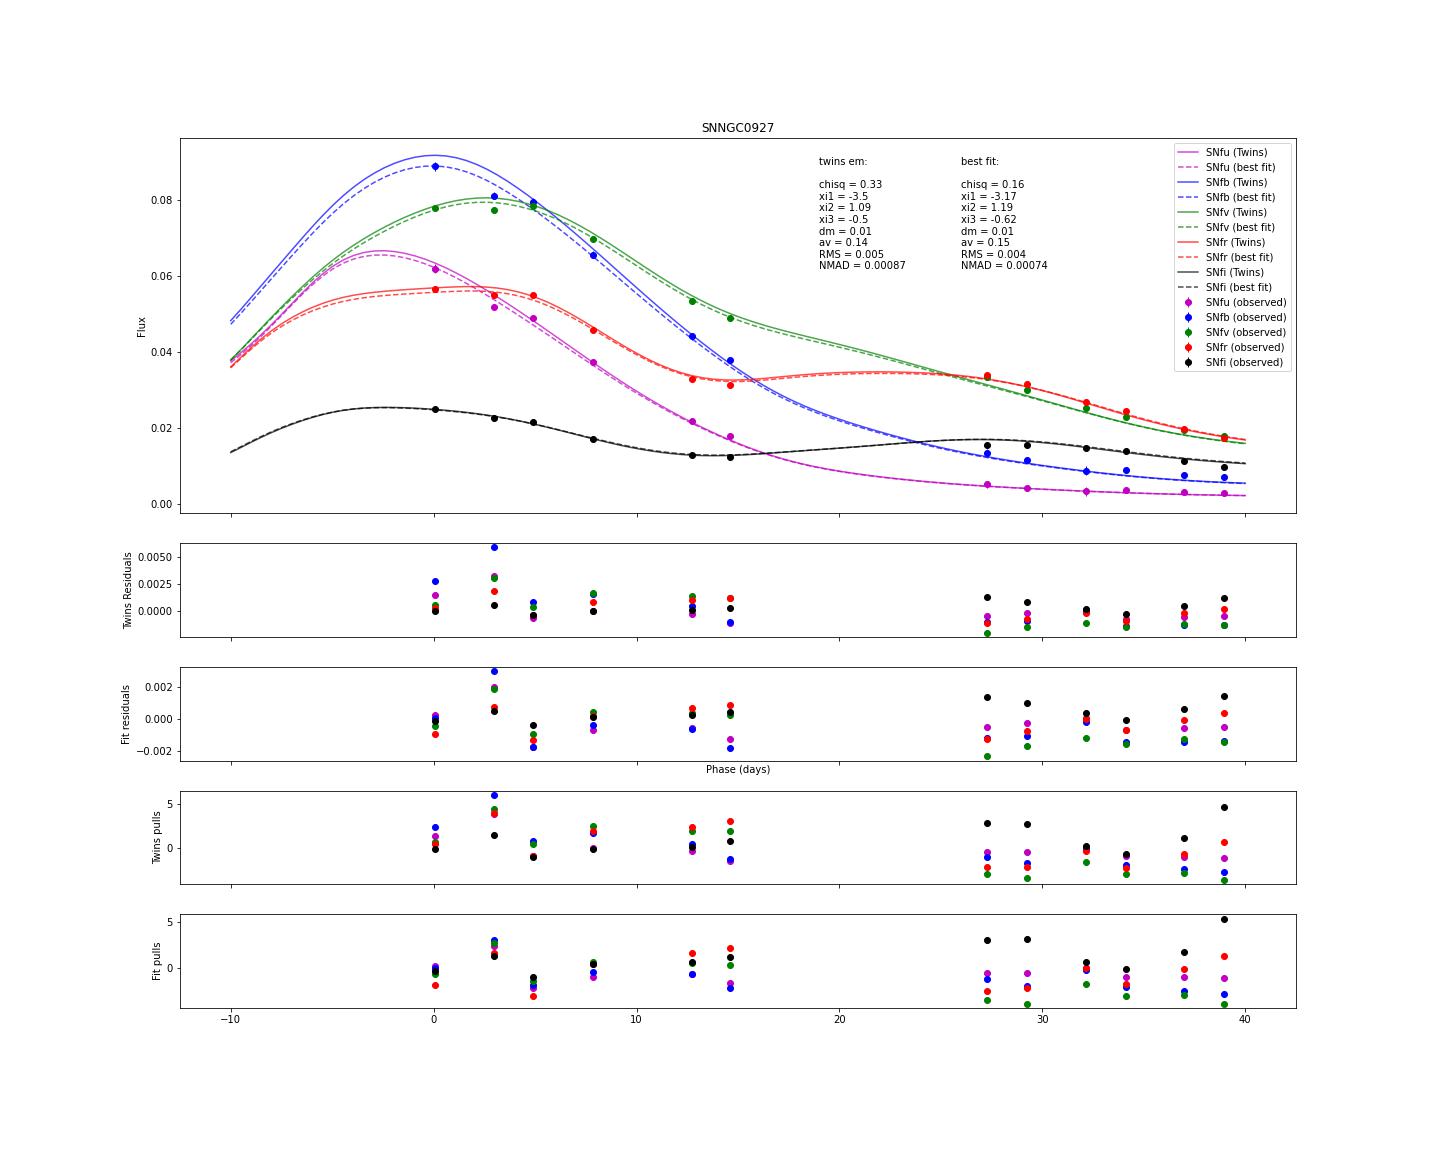 SNNGC0927
Flux
0.08
0.06
0.04
0.02
0.00
twins em:
chisq = 0.33
xi1 = -3.5
xi2 = 1.09
xi3 = -0.5
dm = 0.01
av = 0.14
RMS = 0.005
NMAD = 0.00087
best fit:
chisq = 0.16
xi1 = -3.17
xi2 = 1.19
xi3 = -0.62
dm = 0.01
av = 0.15
RMS = 0.004
NMAD = 0.00074
SNfu (Twins)
SNfu (best fit)
SNfb (Twins)
SNfb (best fit)
SNfv (Twins)
SNfv (best fit)
SNfr (Twins)
SNfr (best fit)
SNfi (Twins)
SNfi (best fit)
SNfu (observed)
SNfb (observed)
SNfv (observed)
SNfr (observed)
SNfi (observed)
Twins Residuals
0.0050
0.0025
0.0000
Fit residuals
0.002
0.000
−0.002
Phase (days)
Twins pulls
5
0
Fit pulls
5
0
−10
0
10
20
30
40